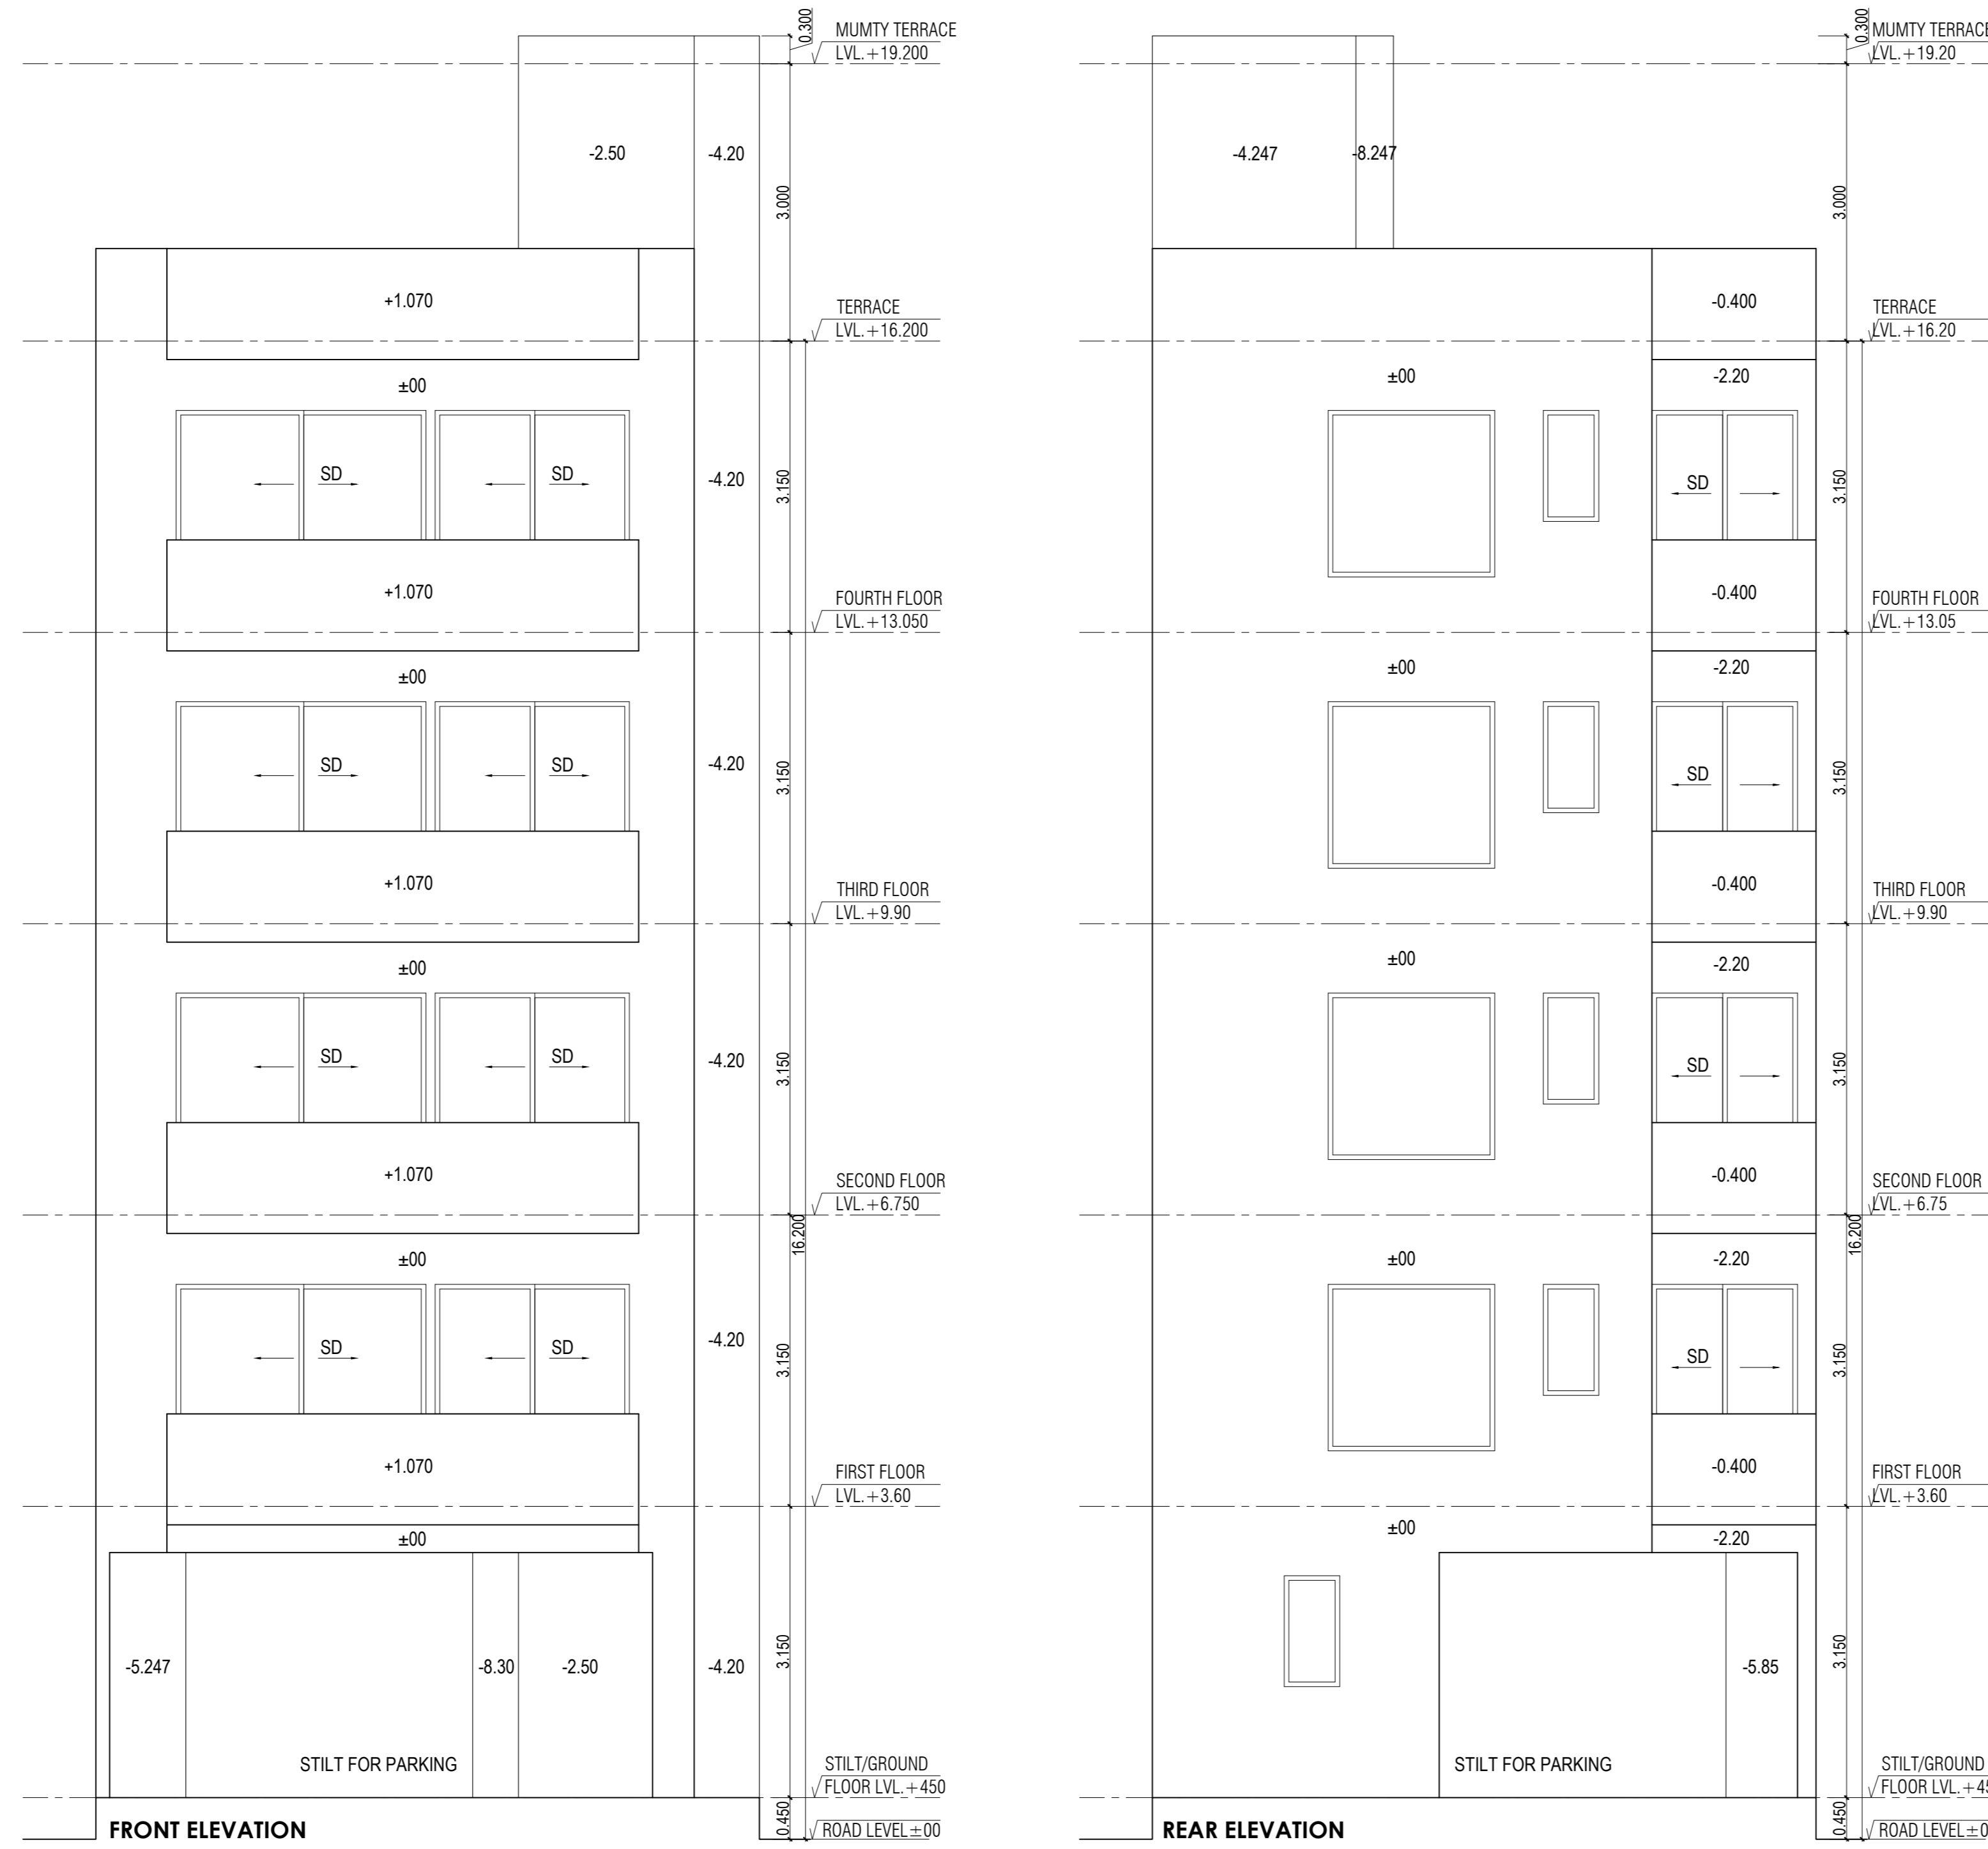 0.300
MUMTY TERRACE
LVL.+19.200
-2.50
-4.20
3.000
+1.070
TERRACE
LVL.+16.200
±00
SD
SD
-4.20
3.150
+1.070
FOURTH FLOOR
LVL.+13.050
±00
SD
SD
-4.20
3.150
+1.070
THIRD FLOOR
LVL.+9.90
±00
SD
SD
-4.20
3.150
+1.070
SECOND FLOOR
LVL.+6.750
16.200
±00
SD
SD
-4.20
3.150
+1.070
FIRST FLOOR
LVL.+3.60
±00
-5.247
-8.30
-2.50
-4.20
3.150
STILT FOR PARKING
STILT/GROUND
FLOOR LVL.+450
0.450
ROAD LEVEL±00
FRONT ELEVATION
0.300
MUMTY TERRACE
LVL.+19.20
-4.247
-8.247
3.000
-0.400
TERRACE
LVL.+16.20
±00
-2.20
SD
3.150
-0.400
FOURTH FLOOR
LVL.+13.05
±00
-2.20
SD
3.150
-0.400
THIRD FLOOR
LVL.+9.90
±00
-2.20
SD
3.150
-0.400
SECOND FLOOR
LVL.+6.75
16.200
±00
-2.20
SD
3.150
-0.400
FIRST FLOOR
LVL.+3.60
±00
-2.20
-5.85
3.150
STILT FOR PARKING
STILT/GROUND
FLOOR LVL.+45
0.450
ROAD LEVEL±0
REAR ELEVATION